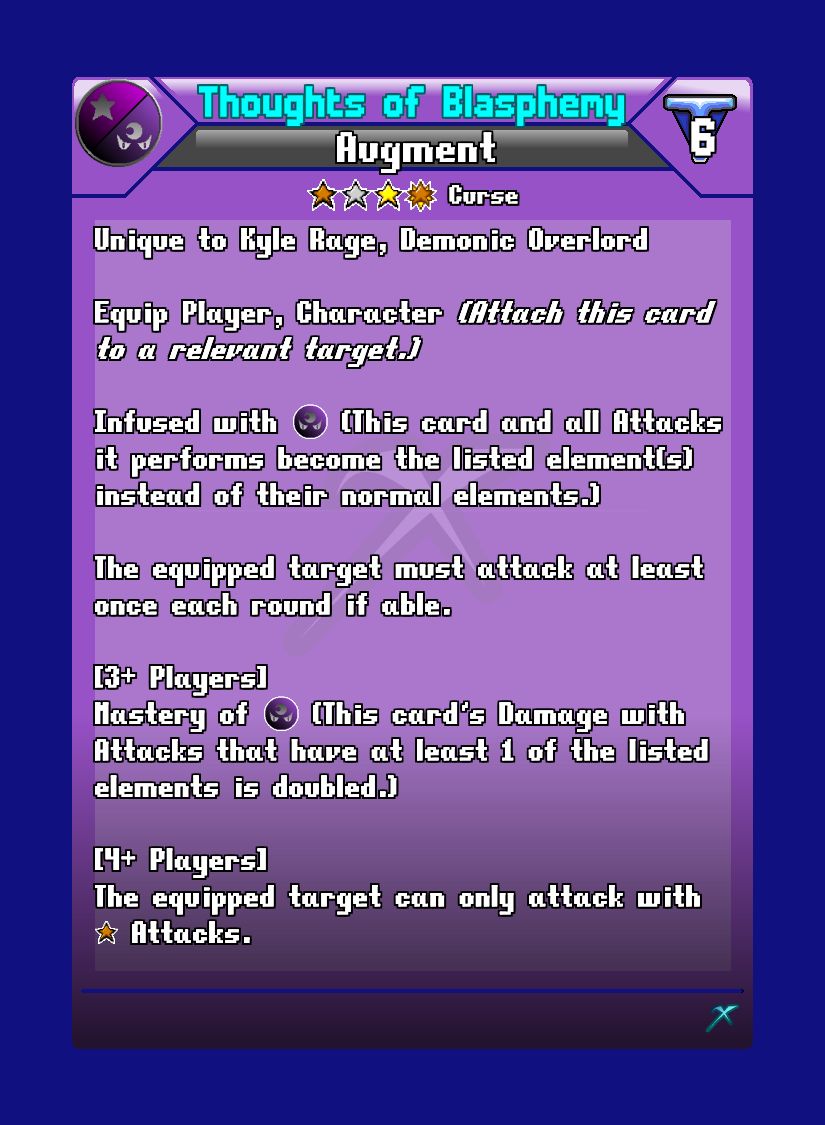 Thoughts of Blasphemy
6
Augment
Curse
Unique to Kyle Rage, Demonic Overlord
Equip Player, Character (Attach this card
to a relevant target.)
Infused with (This card and all Attacks
it performs become the listed element(s)
instead of their normal elements.)
The equipped target must attack at least
once each round if able.
[3+ Players]
Mastery of (This card's Damage with
Attacks that have at least 1 of the listed
elements is doubled.)
[4+ Players]
The equipped target can only attack with
Attacks.